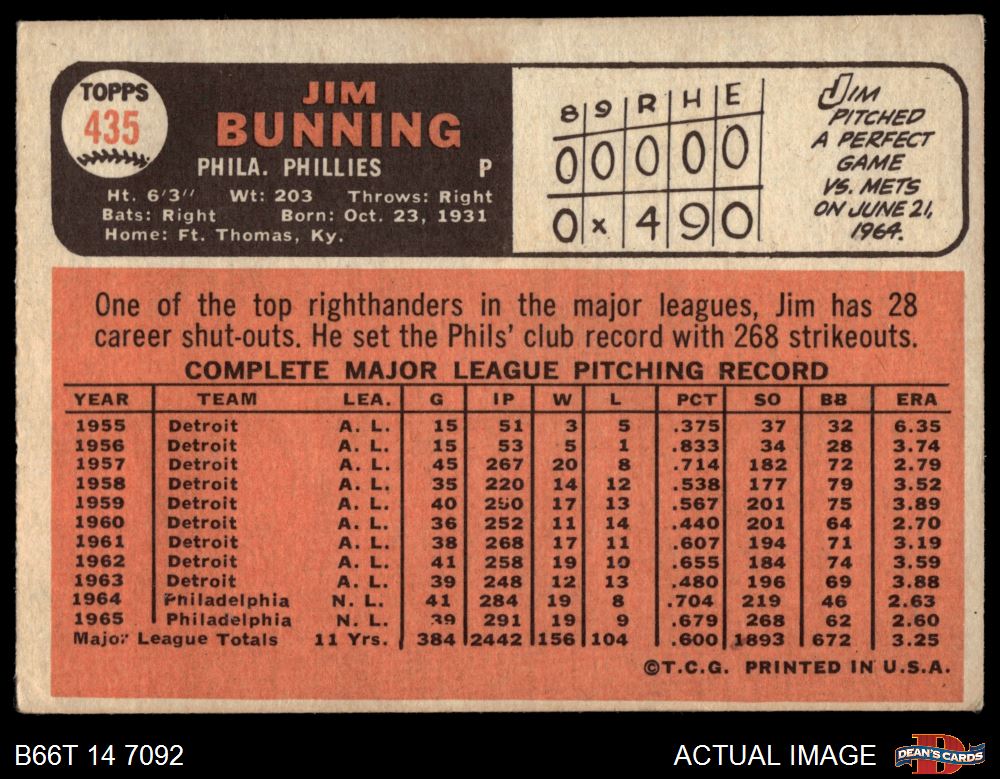 TOPPS
435
JIM
BUNNING
PHILA. PHILLIES P
Ht. 6'3" Wt: 203 Throws: Right
Bats: Right Born: Oct. 23, 1931
Home: Ft. Thomas, Ky.
8 9 R H E
0 0 0 0 0
0 x 4 9 0
JIM
PITCHED
A PERFECT
GAME
VS. METS
ON JUNE 21,
1964.
One of the top righthanders in the major leagues, Jim has 28
career shut-outs. He set the Phils' club record with 268 strikeouts.
COMPLETE MAJOR LEAGUE PITCHING RECORD
YEAR TEAM LEA. G IP W L PCT SO BB ERA
1955 Detroit A. L. 15 51 3 5 .375 37 32 6.35
1956 Detroit A. L. 15 53 5 1 .833 34 28 3.74
1957 Detroit A. L. 45 267 20 8 .714 182 72 2.79
1958 Detroit A. L. 35 220 14 12 .538 177 79 3.52
1959 Detroit A. L. 40 250 17 13 .567 201 75 3.89
1960 Detroit A. L. 36 252 11 14 .440 201 64 2.70
1961 Detroit A. L. 38 268 17 11 .607 194 71 3.19
1962 Detroit A. L. 41 258 19 10 .655 184 74 3.59
1963 Detroit A. L. 39 248 12 13 .480 196 69 3.88
1964 Philadelphia N. L. 41 284 19 8 .704 219 46 2.63
1965 Philadelphia N. L. 39 291 19 9 .679 268 62 2.60
Major League Totals 11 Yrs. 384 2442 156 104 .600 1893 672 3.25
©T.C.G. PRINTED IN U.S.A.
B66T 14 7092
ACTUAL IMAGE
DEAN'S CARDS